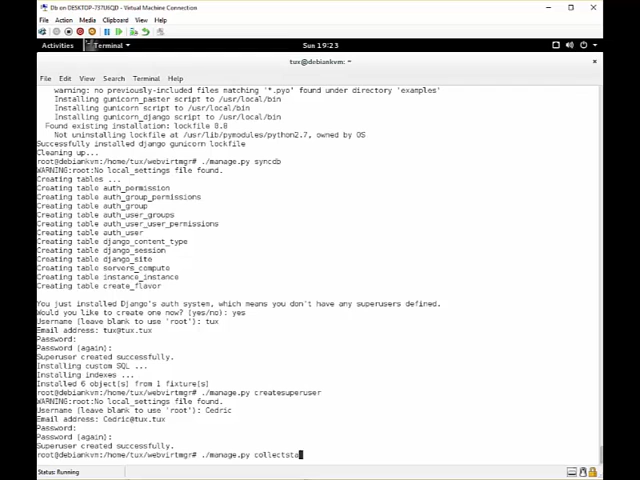 Db on DESKTOP-737U6QD - Virtual Machine Connection
File Action Media Clipboard View Help
Activities Terminal Sun 19:23
tux@debiankvm: ~
File Edit View Search Terminal Help
warning: no previously-included files matching '*.pyo' found under directory 'examples'
Installing gunicorn_paster script to /usr/local/bin
Installing gunicorn script to /usr/local/bin
Installing gunicorn_django script to /usr/local/bin
Found existing installation: lockfile 0.8
Not uninstalling lockfile at /usr/lib/pymodules/python2.7, owned by OS
Successfully installed django gunicorn lockfile
Cleaning up...
root@debiankvm:/home/tux/webvirtmgr# ./manage.py syncdb
WARNING:root:No local_settings file found.
Creating tables ...
Creating table auth_permission
Creating table auth_group_permissions
Creating table auth_group
Creating table auth_user_groups
Creating table auth_user_user_permissions
Creating table auth_user
Creating table django_content_type
Creating table django_session
Creating table django_site
Creating table servers_compute
Creating table instance_instance
Creating table create_flavor
You just installed Django's auth system, which means you don't have any superusers defined.
Would you like to create one now? (yes/no): yes
Username (leave blank to use 'root'): tux
Email address: tux@tux.tux
Password:
Password (again):
Superuser created successfully.
Installing custom SQL ...
Installing indexes ...
Installed 6 object(s) from 1 fixture(s)
root@debiankvm:/home/tux/webvirtmgr# ./manage.py createsuperuser
WARNING:root:No local_settings file found.
Username (leave blank to use 'root'): Cedric
Email address: Cedric@tux.tux
Password:
Password (again):
Superuser created successfully.
root@debiankvm:/home/tux/webvirtmgr# ./manage.py collectsta
Status: Running